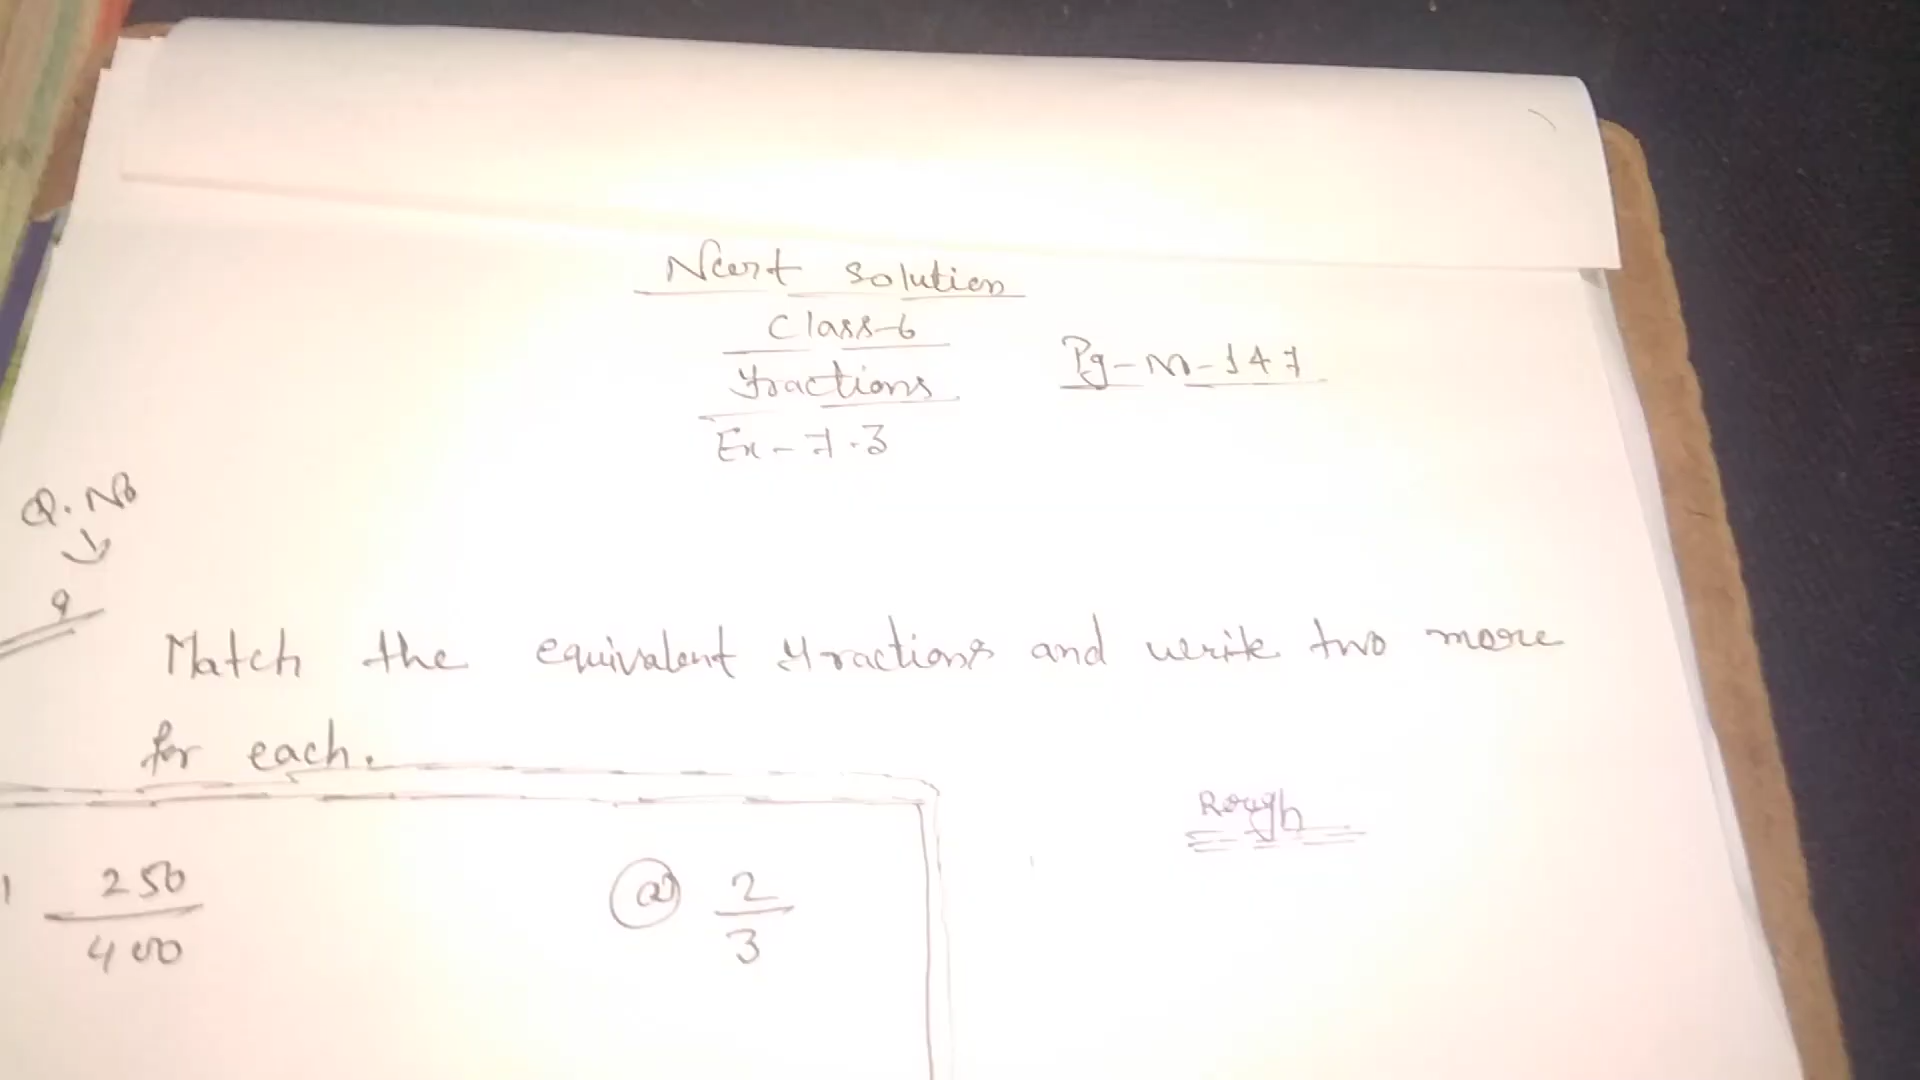 Ncert solution
Class-6
fractions
Pg-no-147
Ex-7.3
Q.No
9
Match the equivalent fractions and write two more
for each.
Rough
250
400
(a) 2
3